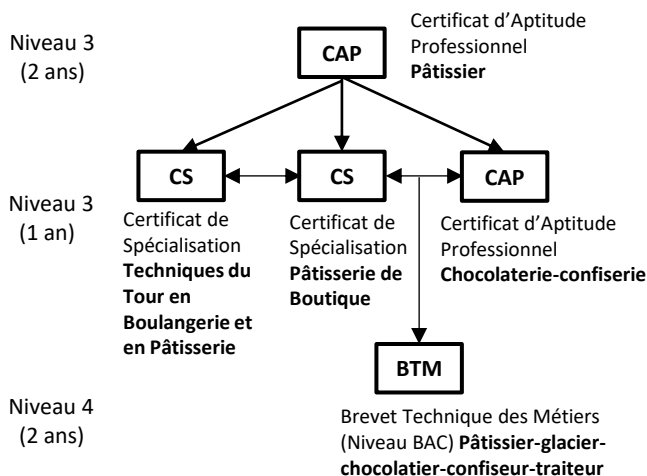 Niveau 3
(2 ans)
CAP
Certificat d’Aptitude
Professionnel
Pâtissier
Niveau 3
(1 an)
CS
Certificat de
Spécialisation
Techniques du
Tour en
Boulangerie et
en Pâtisserie
CS
Certificat de
Spécialisation
Pâtisserie de
Boutique
CAP
Certificat d’Aptitude
Professionnel
Chocolaterie-confiserie
Niveau 4
(2 ans)
BTM
Brevet Technique des Métiers
(Niveau BAC) Pâtissier-glacier-
chocolatier-confiseur-traiteur